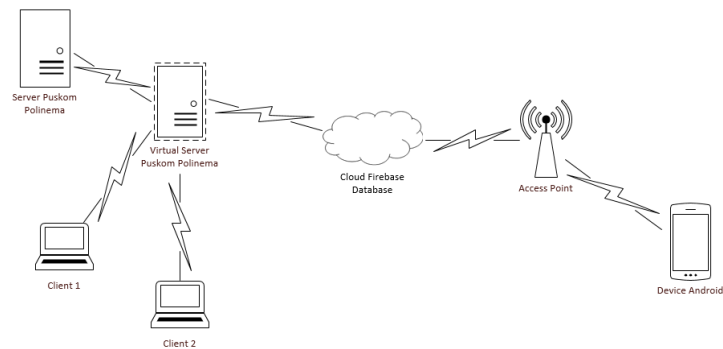 Server Puskom
Polinema
Virtual Server
Puskom Polinema
Cloud Firebase
Database
Access Point
Client 1
Device Android
Client 2